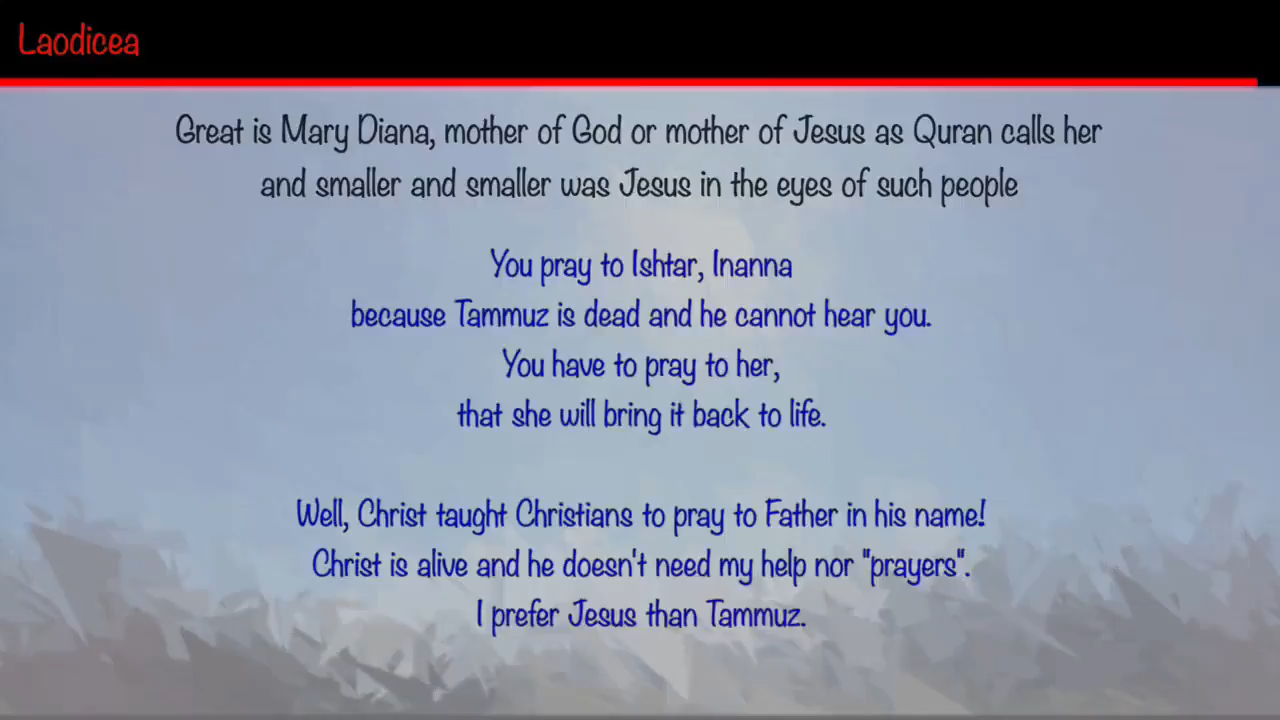 Laodicea
Great is Mary Diana, mother of God or mother of Jesus as Quran calls her
and smaller and smaller was Jesus in the eyes of such people
You pray to Ishtar, Inanna
because Tammuz is dead and he cannot hear you.
You have to pray to her,
that she will bring it back to life.
Well, Christ taught Christians to pray to Father in his name!
Christ is alive and he doesn't need my help nor "prayers".
I prefer Jesus than Tammuz.